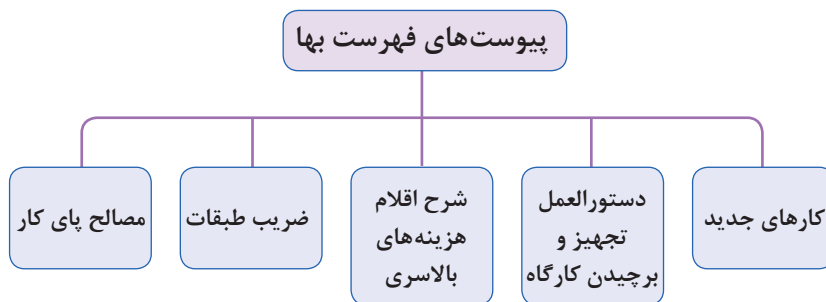 پیوست‌های فهرست بها
کارهای جدید
دستورالعمل
تجهیز و
برچیدن کارگاه
شرح اقلام
هزینه‌های
بالاسری
ضریب طبقات
مصالح پای کار